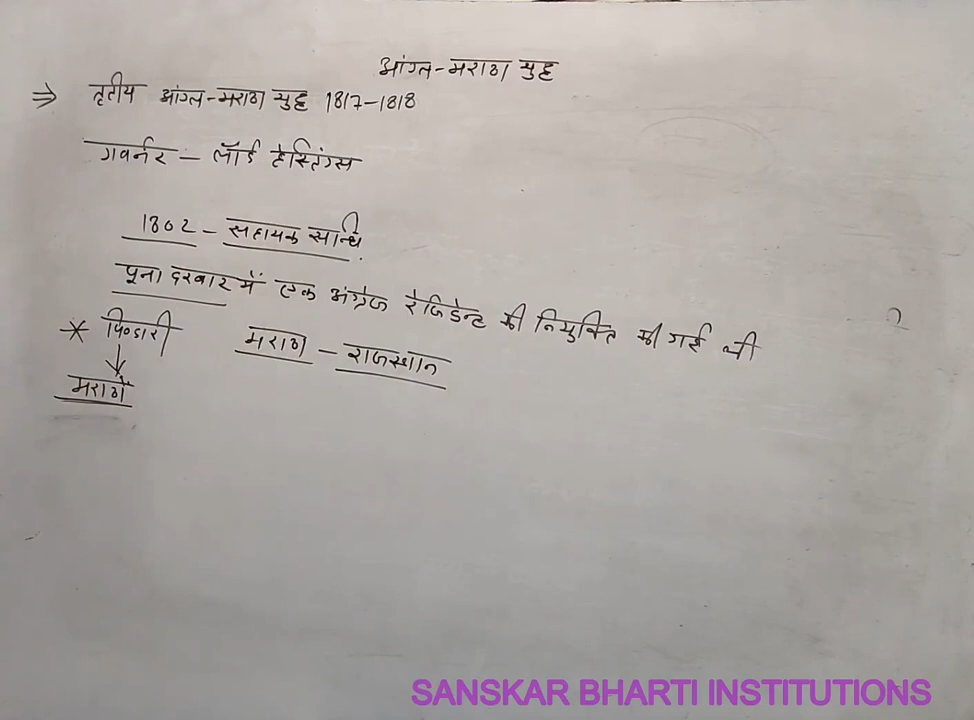 आंग्ल-मराठा युद्ध
⇒ तृतीय आंग्ल-मराठा युद्ध 1817-1818
गवर्नर - लॉर्ड हेस्टिंग्स
1802 - सहायक सन्धि
पूना दरबार में एक अंग्रेज रेजिडेन्ट की नियुक्ति की गई थी
* पिण्डारी मराठा - राजस्थान
↓
मराठों
SANSKAR BHARTI INSTITUTIONS